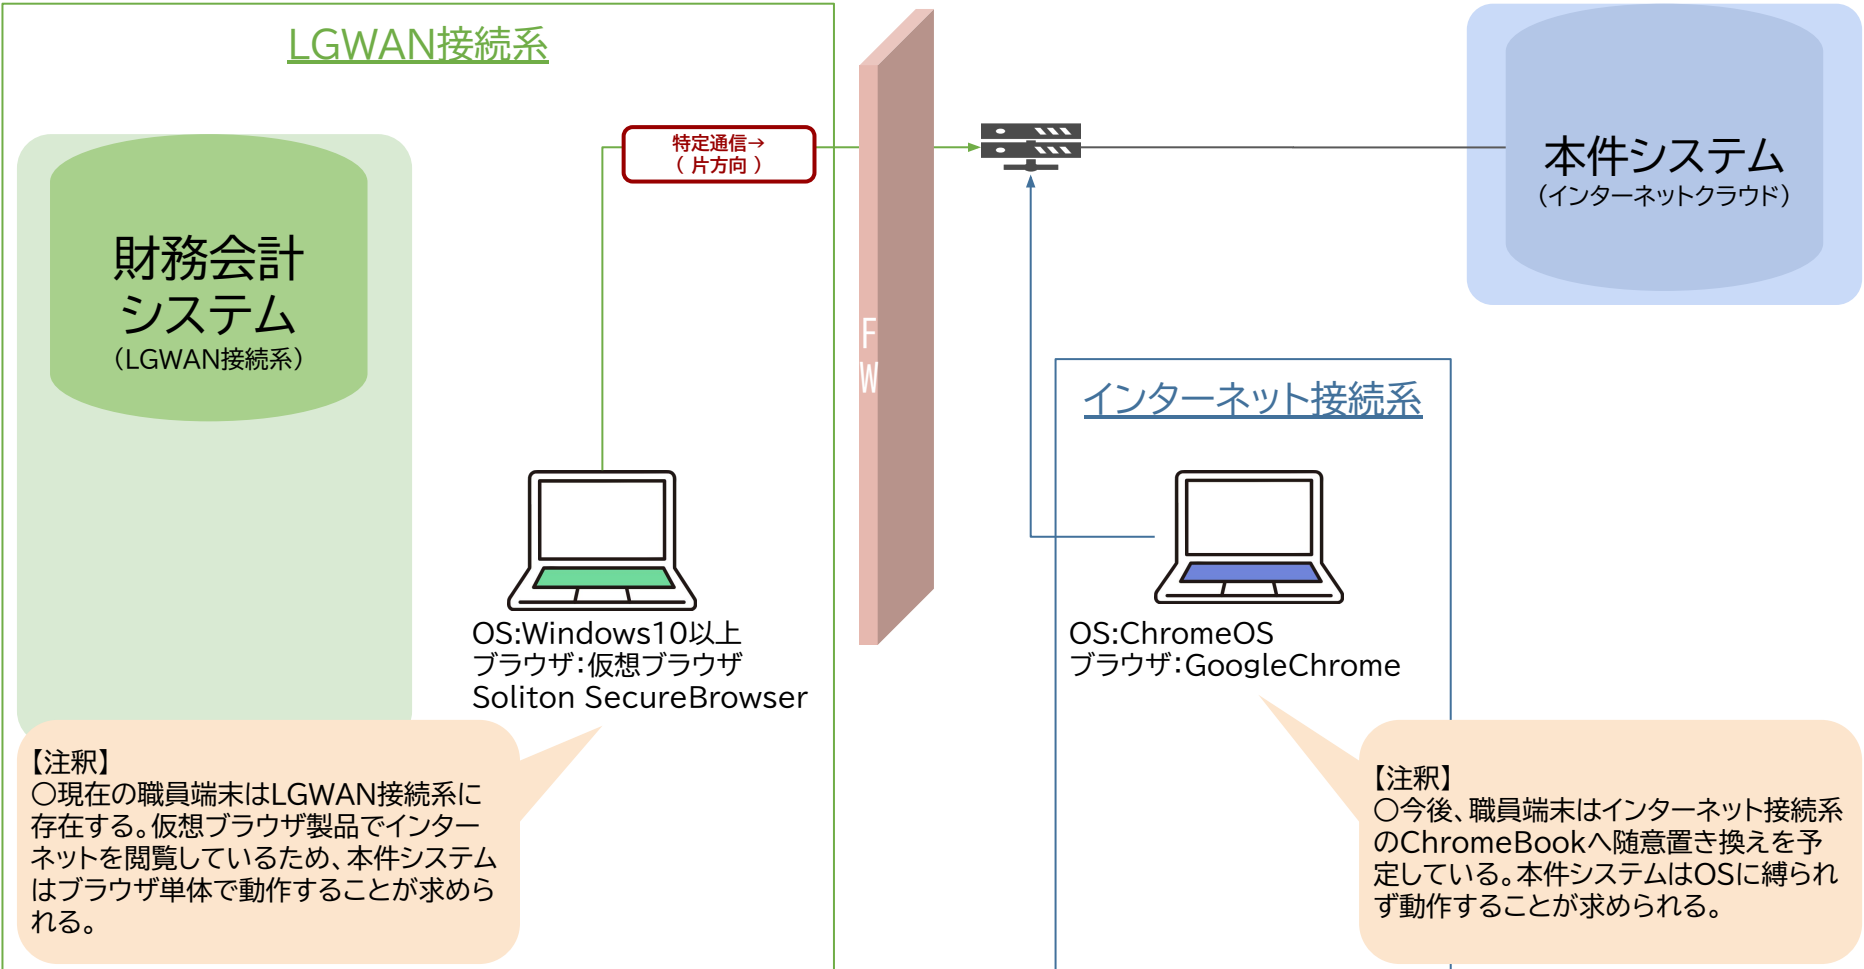 LGWAN接続系
特定通信→
（ 片方向 ）
財務会計
システム
（LGWAN接続系）
F
W
本件システム
（インターネットクラウド）
インターネット接続系
OS:Windows10以上
ブラウザ：仮想ブラウザ
Soliton SecureBrowser
OS:ChromeOS
ブラウザ：GoogleChrome
【注釈】
〇現在の職員端末はLGWAN接続系に
存在する。仮想ブラウザ製品でインター
ネットを閲覧しているため、本件システム
はブラウザ単体で動作することが求めら
れる。
【注釈】
〇今後、職員端末はインターネット接続系
のChromeBookへ随意置き換えを予
定している。本件システムはOSに縛られ
ず動作することが求められる。